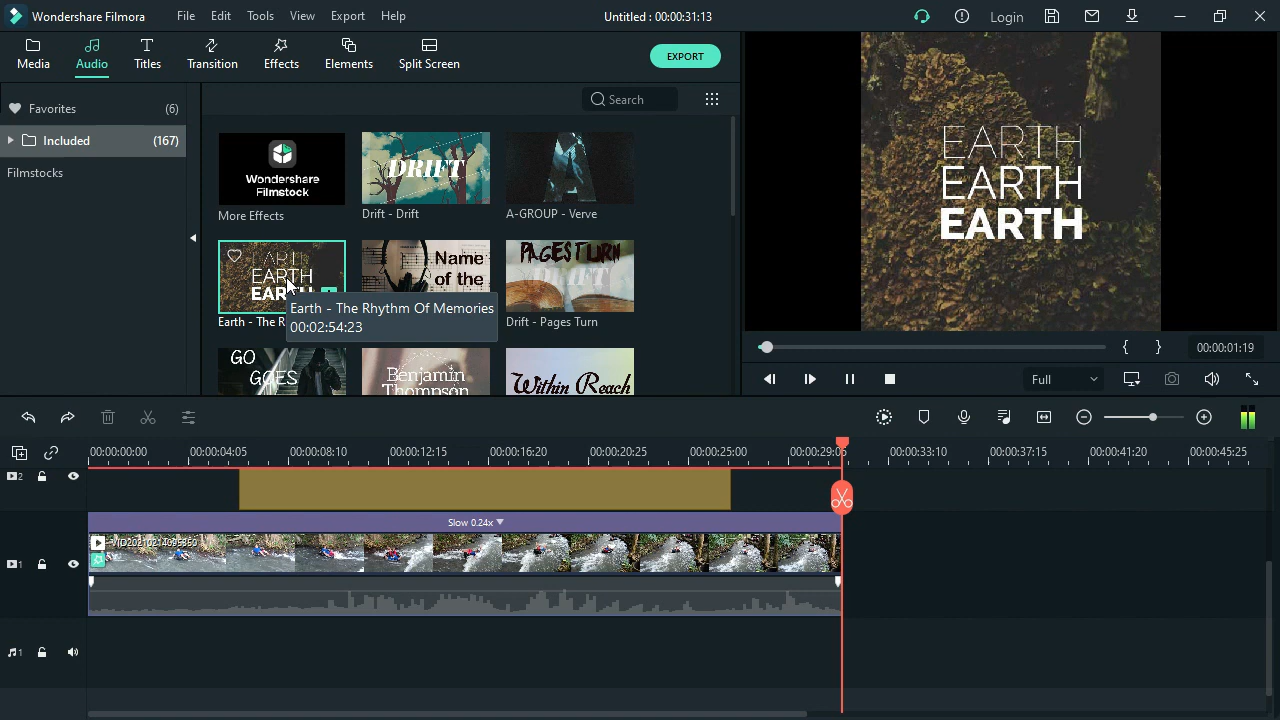 Wondershare Filmora
File Edit Tools View Export Help
Untitled : 00:00:31:13
Login
Media Audio Titles Transition Effects Elements Split Screen
EXPORT
Favorites (6)
Included (167)
Filmstocks
Search
Wondershare
Filmstock
More Effects
DRIFT
Drift - Drift
A
A-GROUP - Verve
EARTH
EARTH
EARTH
Earth - The R
Name
of the
PAGES TURN
DRIFT
Drift - Pages Turn
Earth - The Rhythm Of Memories
00:02:54:23
GO
GOES
Benjamin
Thompson
Within Reach
EARTH
EARTH
EARTH
00:00:01:19
Full
00:00:00:00 00:00:04:05 00:00:08:10 00:00:12:15 00:00:16:20 00:00:20:25 00:00:25:00 00:00:29:05 00:00:33:10 00:00:37:15 00:00:41:20 00:00:45:25
2
Slow 0.24x
1
1